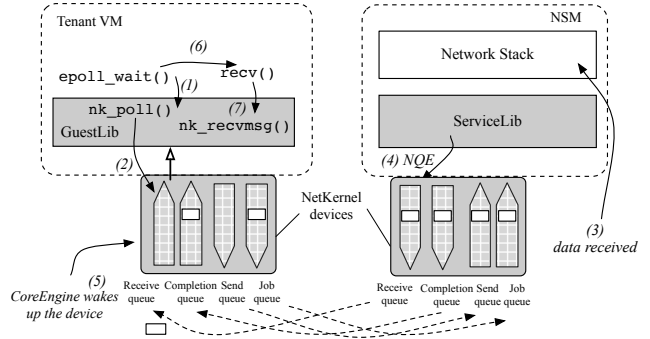 Tenant VM
NSM
(6)
epoll_wait()
recv()
(1)
(7)
nk_poll()
GuestLib
nk_recvmsg()
(2)
Network Stack
ServiceLib
(4) NQE
NetKernel
devices
(3)
data received
(5)
CoreEngine wakes
up the device
Receive
queue
Completion
queue
Send
queue
Job
queue
Receive
queue
Completion
queue
Send
queue
Job
queue